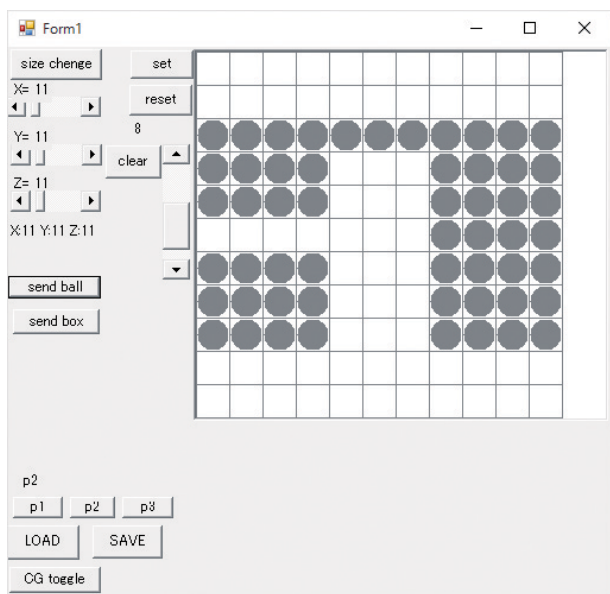 Form1
size chenge
set
X= 11
reset
Y= 11
8
clear
Z= 11
X:11 Y:11 Z:11
send ball
send box
p2
p1 p2 p3
LOAD SAVE
CG toggle